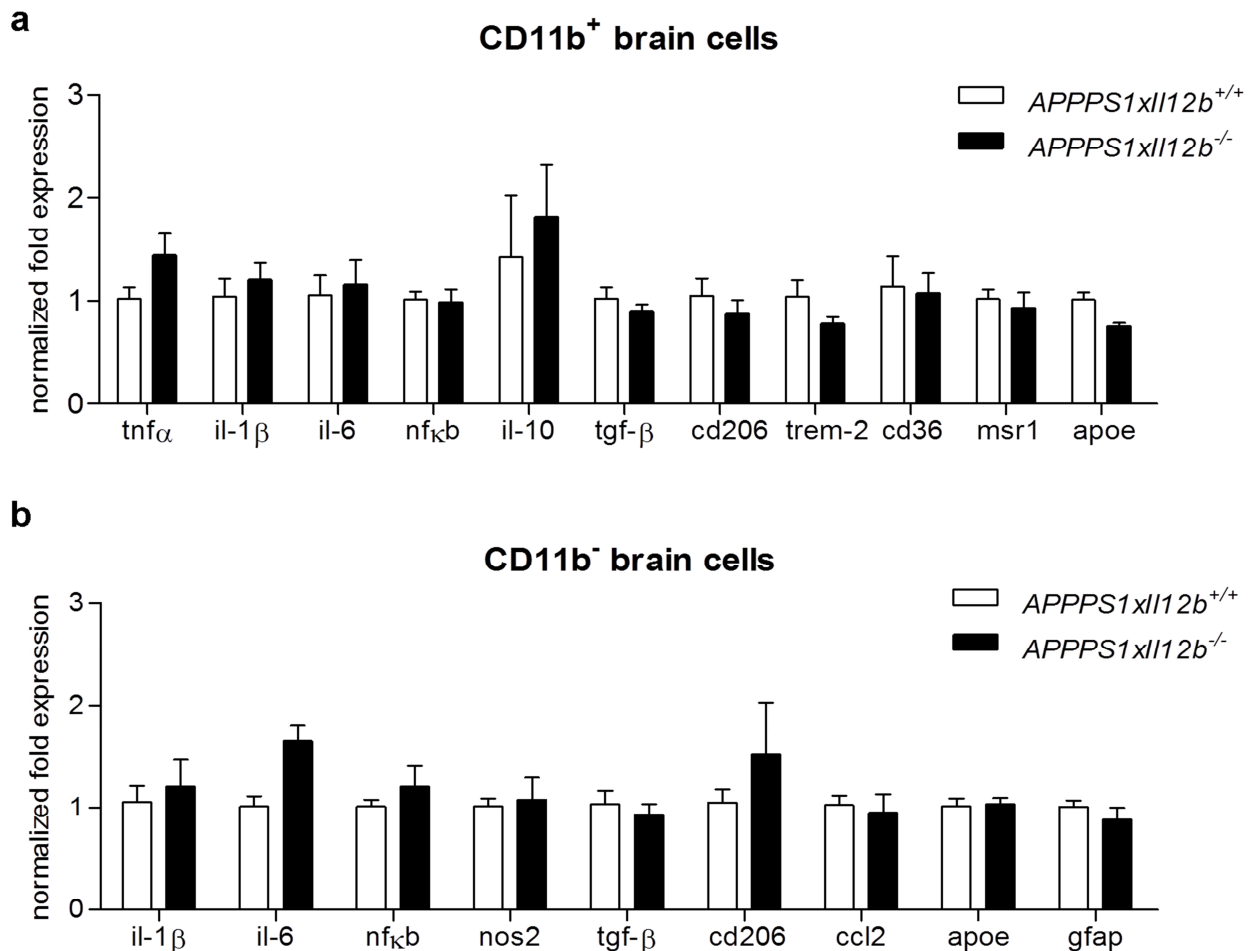 a
CD11b⁺ brain cells
normalized fold expression
3
2
1
0
APPPS1xIl12b⁺/⁺
APPPS1xIl12b⁻/⁻
tnfα il-1β il-6 nfκb il-10 tgf-β cd206 trem-2 cd36 msr1 apoe
b
CD11b⁻ brain cells
normalized fold expression
3
2
1
0
APPPS1xIl12b⁺/⁺
APPPS1xIl12b⁻/⁻
il-1β il-6 nfκb nos2 tgf-β cd206 ccl2 apoe gfap